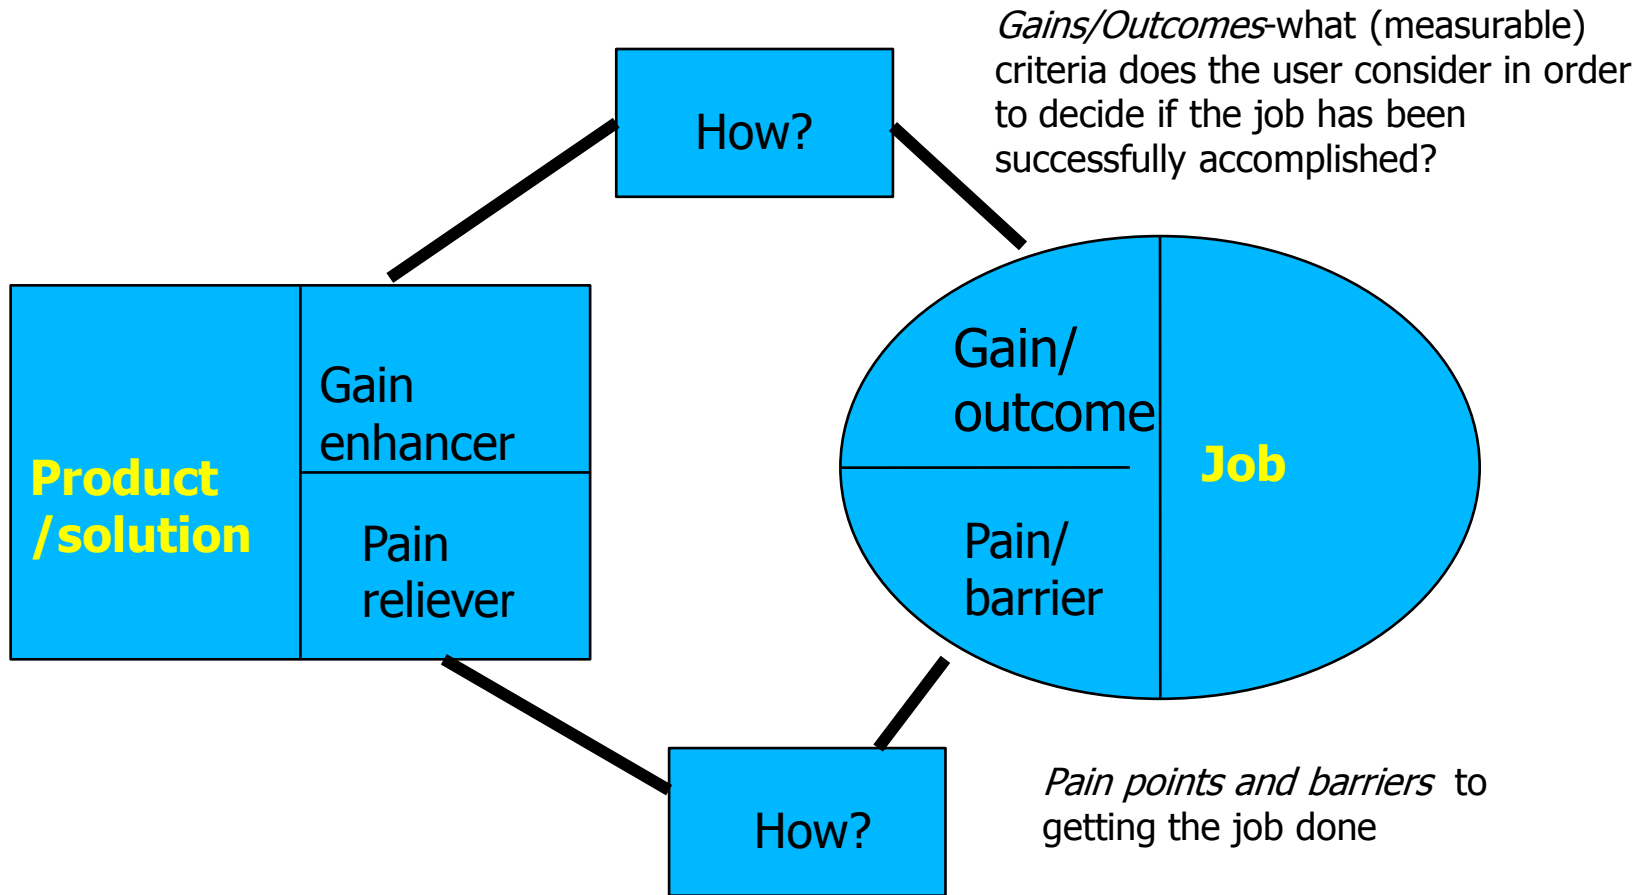 Gains/Outcomes-what (measurable)
criteria does the user consider in order
to decide if the job has been
successfully accomplished?
How?
Gain
enhancer
Product
/solution
Pain
reliever
Gain/
outcome
Job
Pain/
barrier
How?
Pain points and barriers to
getting the job done